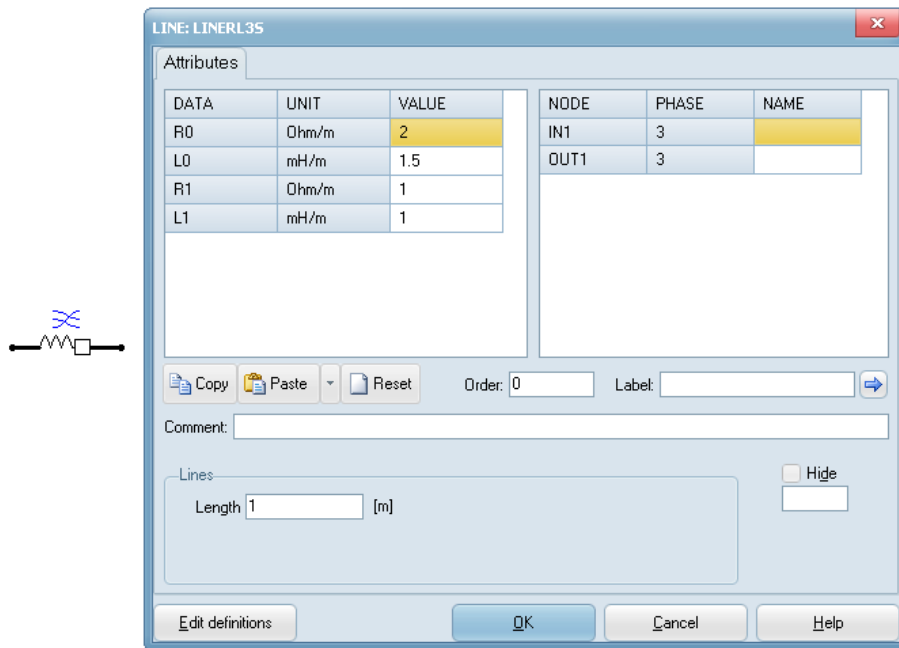 LINE: LINERL3S
Attributes
DATA UNIT VALUE
R0 Ohm/m 2
L0 mH/m 1.5
R1 Ohm/m 1
L1 mH/m 1
NODE PHASE NAME
IN1 3
OUT1 3
Copy Paste Reset Order: 0 Label:
Comment:
Lines
Length 1 [m]
Hide
Edit definitions OK Cancel Help